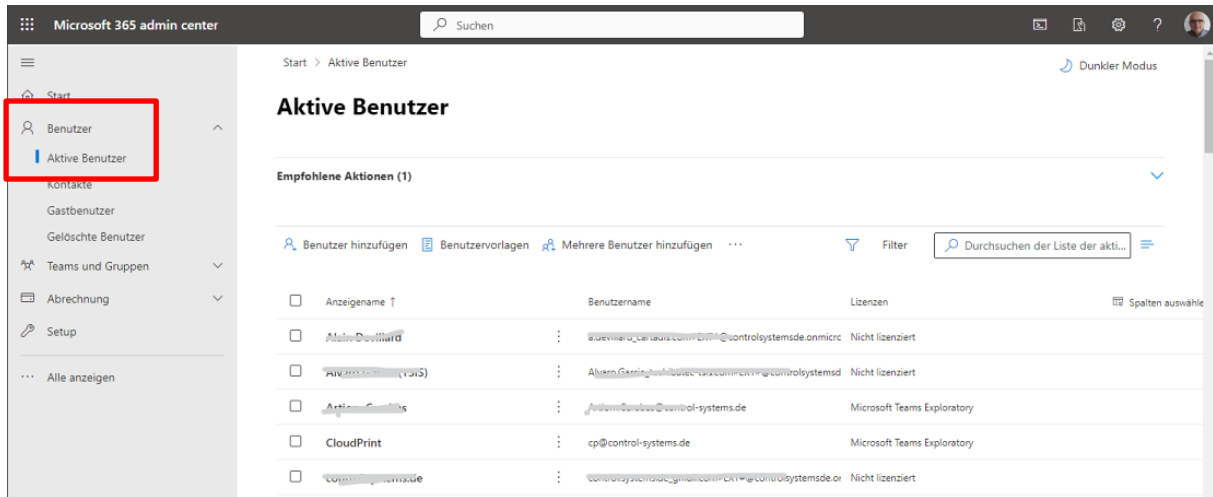 Microsoft 365 admin center
Suchen
Start > Aktive Benutzer
Dunkler Modus
Start
Aktive Benutzer
Benutzer
Aktive Benutzer
Kontakte
Gastbenutzer
Gelöschte Benutzer
Teams und Gruppen
Abrechnung
Setup
Alle anzeigen
Empfohlene Aktionen (1)
Benutzer hinzufügen Benutzervorlagen Mehrere Benutzer hinzufügen ··· Filter Durchsuchen der Liste der akti...
Anzeigename ↑ Benutzername Lizenzen Spalten auswähle
Nicht lizenziert
Nicht lizenziert
Microsoft Teams Exploratory
CloudPrint cp@control-systems.de Microsoft Teams Exploratory
Nicht lizenziert